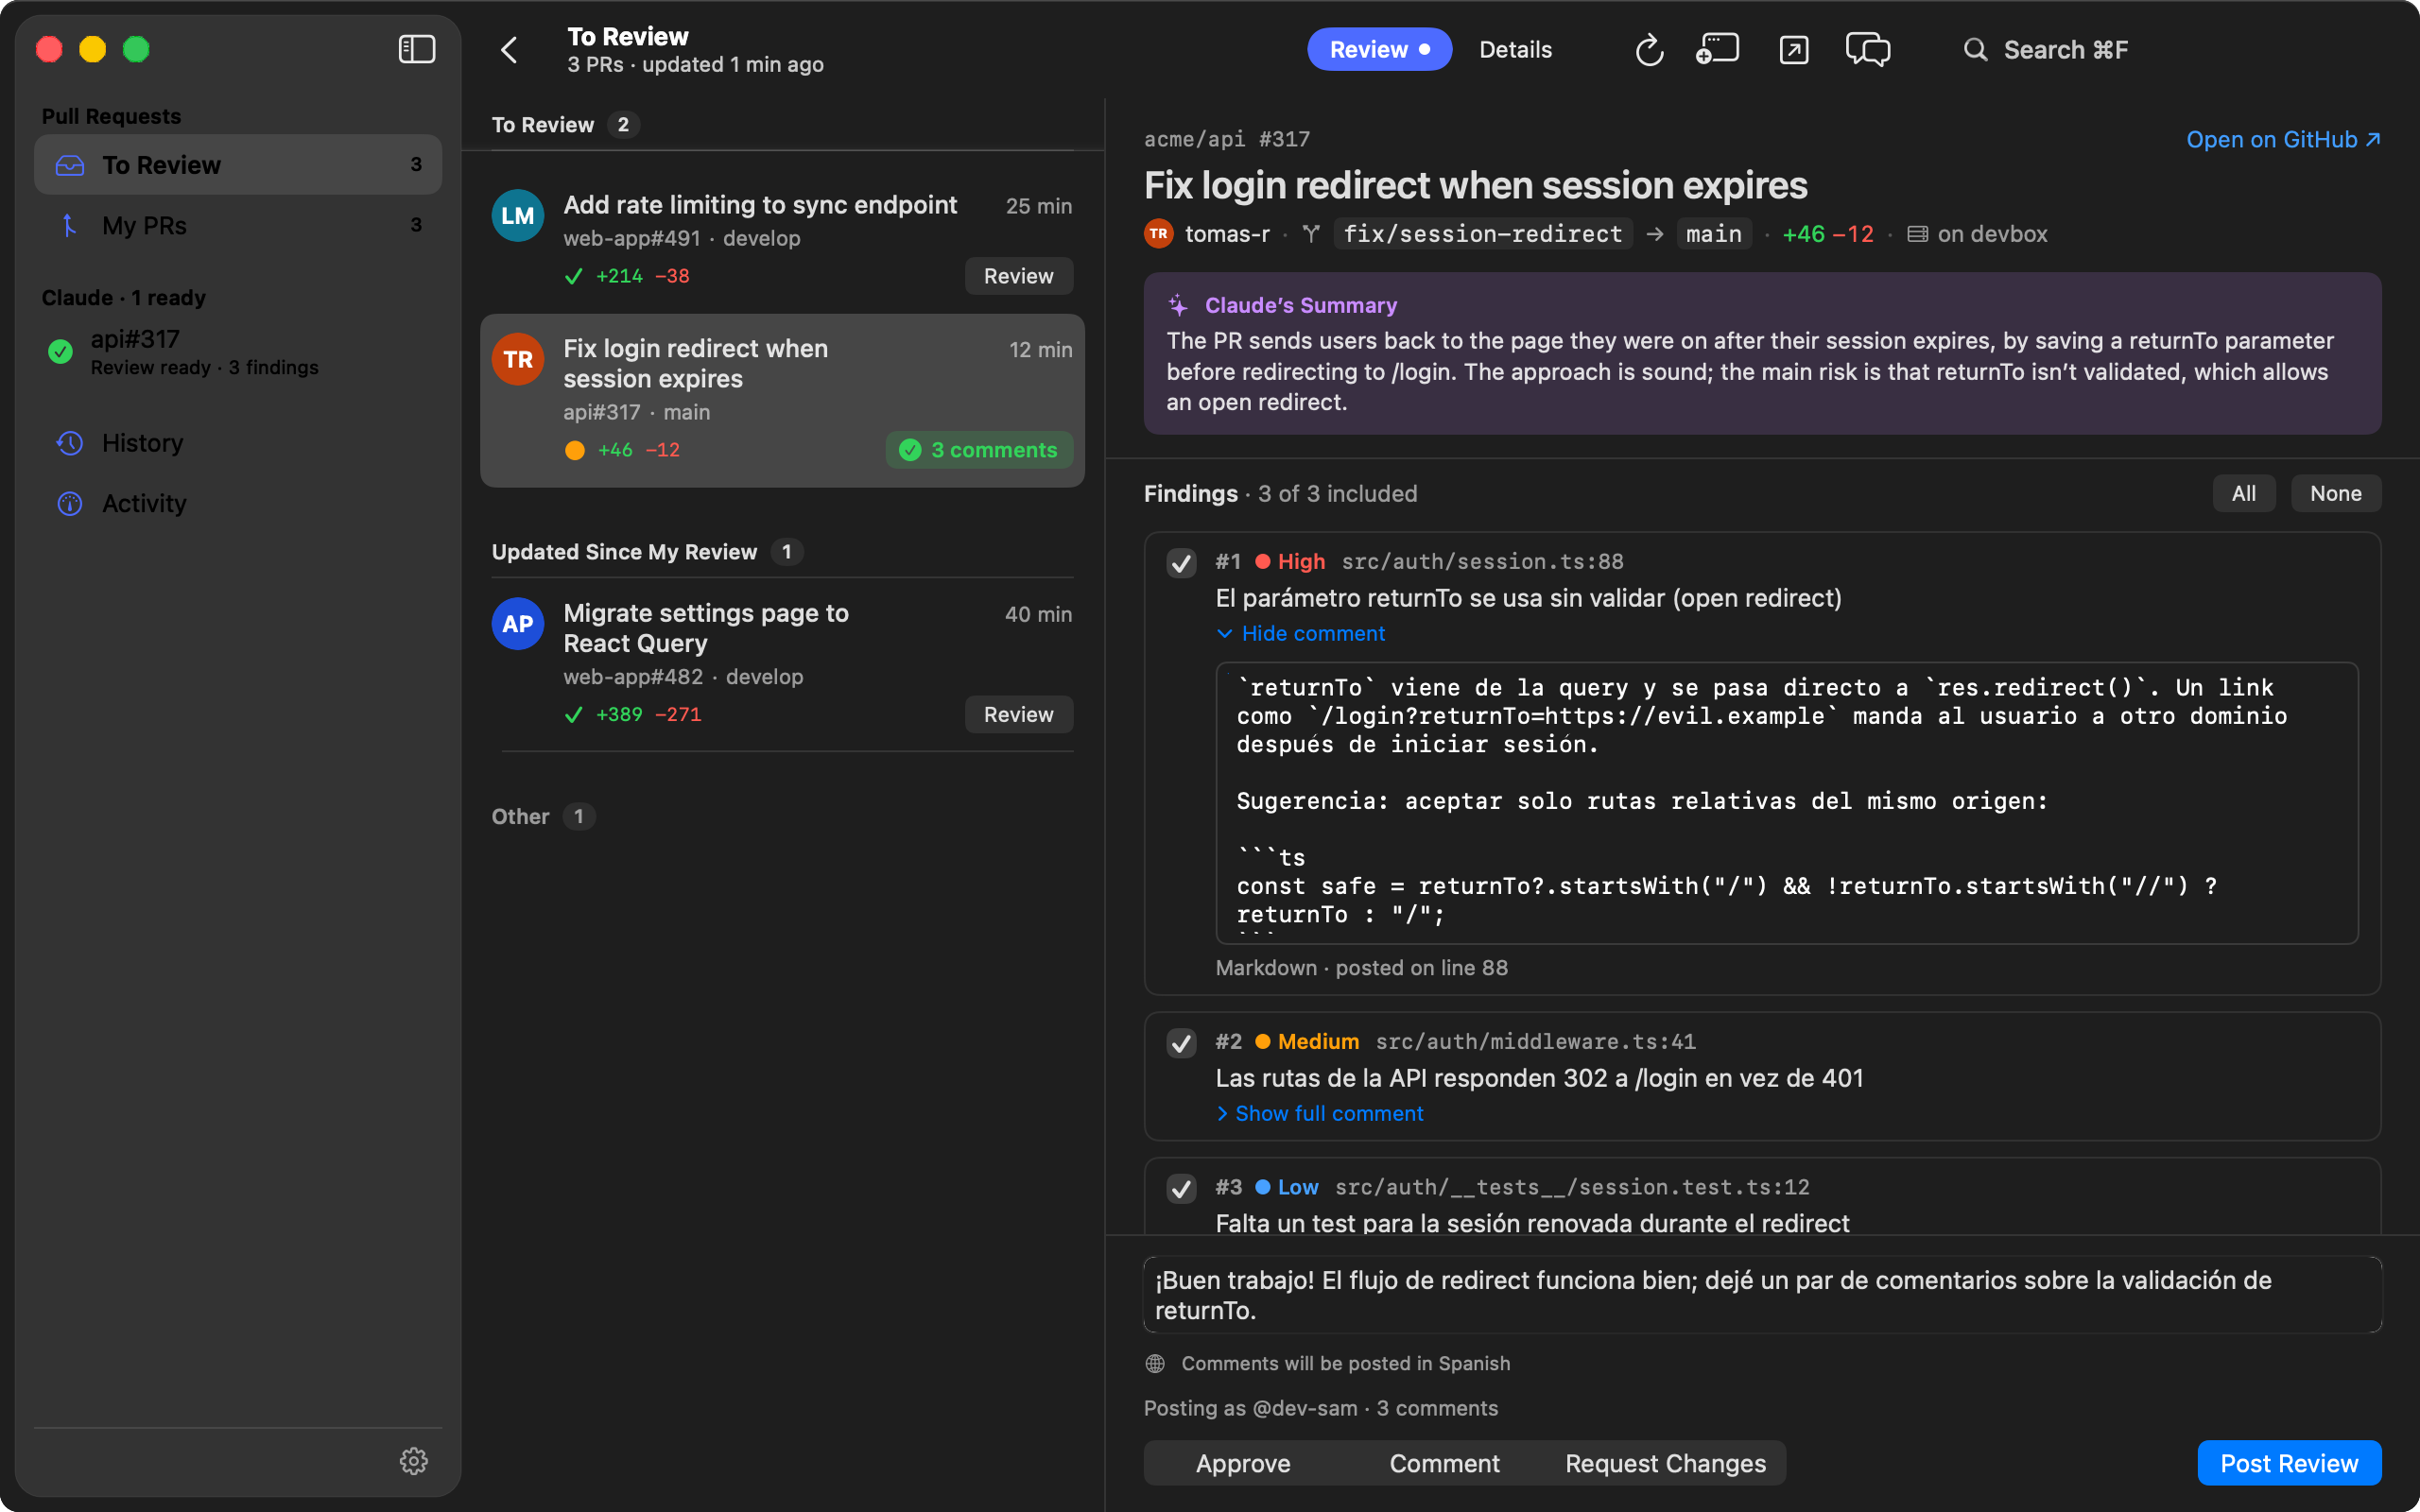 Pull Requests
To Review 3
My PRs 3
Claude · 1 ready
api#317
Review ready · 3 findings
History
Activity
To Review
3 PRs · updated 1 min ago
Review
Details
Search ⌘F
To Review 2
LM
Add rate limiting to sync endpoint 25 min
web-app#491 · develop
+214 −38
Review
TR
Fix login redirect when 12 min
session expires
api#317 · main
+46 −12
3 comments
Updated Since My Review 1
AP
Migrate settings page to 40 min
React Query
web-app#482 · develop
+389 −271
Review
Other 1
acme/api #317
Open on GitHub ↗
Fix login redirect when session expires
TR tomas-r · fix/session-redirect → main · +46 −12 · on devbox
Claude’s Summary
The PR sends users back to the page they were on after their session expires, by saving a returnTo parameter
before redirecting to /login. The approach is sound; the main risk is that returnTo isn’t validated, which allows
an open redirect.
Findings · 3 of 3 included
All
None
#1 High src/auth/session.ts:88
El parámetro returnTo se usa sin validar (open redirect)
Hide comment
`returnTo` viene de la query y se pasa directo a `res.redirect()`. Un link
como `/login?returnTo=https://evil.example` manda al usuario a otro dominio
después de iniciar sesión.
Sugerencia: aceptar solo rutas relativas del mismo origen:
```ts
const safe = returnTo?.startsWith("/") && !returnTo.startsWith("//") ?
returnTo : "/";
```
Markdown · posted on line 88
#2 Medium src/auth/middleware.ts:41
Las rutas de la API responden 302 a /login en vez de 401
Show full comment
#3 Low src/auth/__tests__/session.test.ts:12
Falta un test para la sesión renovada durante el redirect
¡Buen trabajo! El flujo de redirect funciona bien; dejé un par de comentarios sobre la validación de
returnTo.
Comments will be posted in Spanish
Posting as @dev-sam · 3 comments
Approve
Comment
Request Changes
Post Review